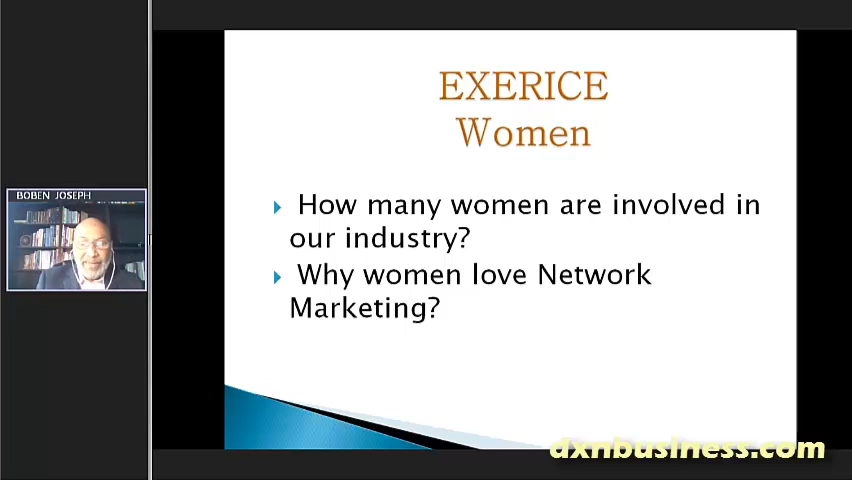 BOBEN JOSEPH
EXERICE
Women
How many women are involved in
our industry?
Why women love Network
Marketing?
dxnbusiness.com